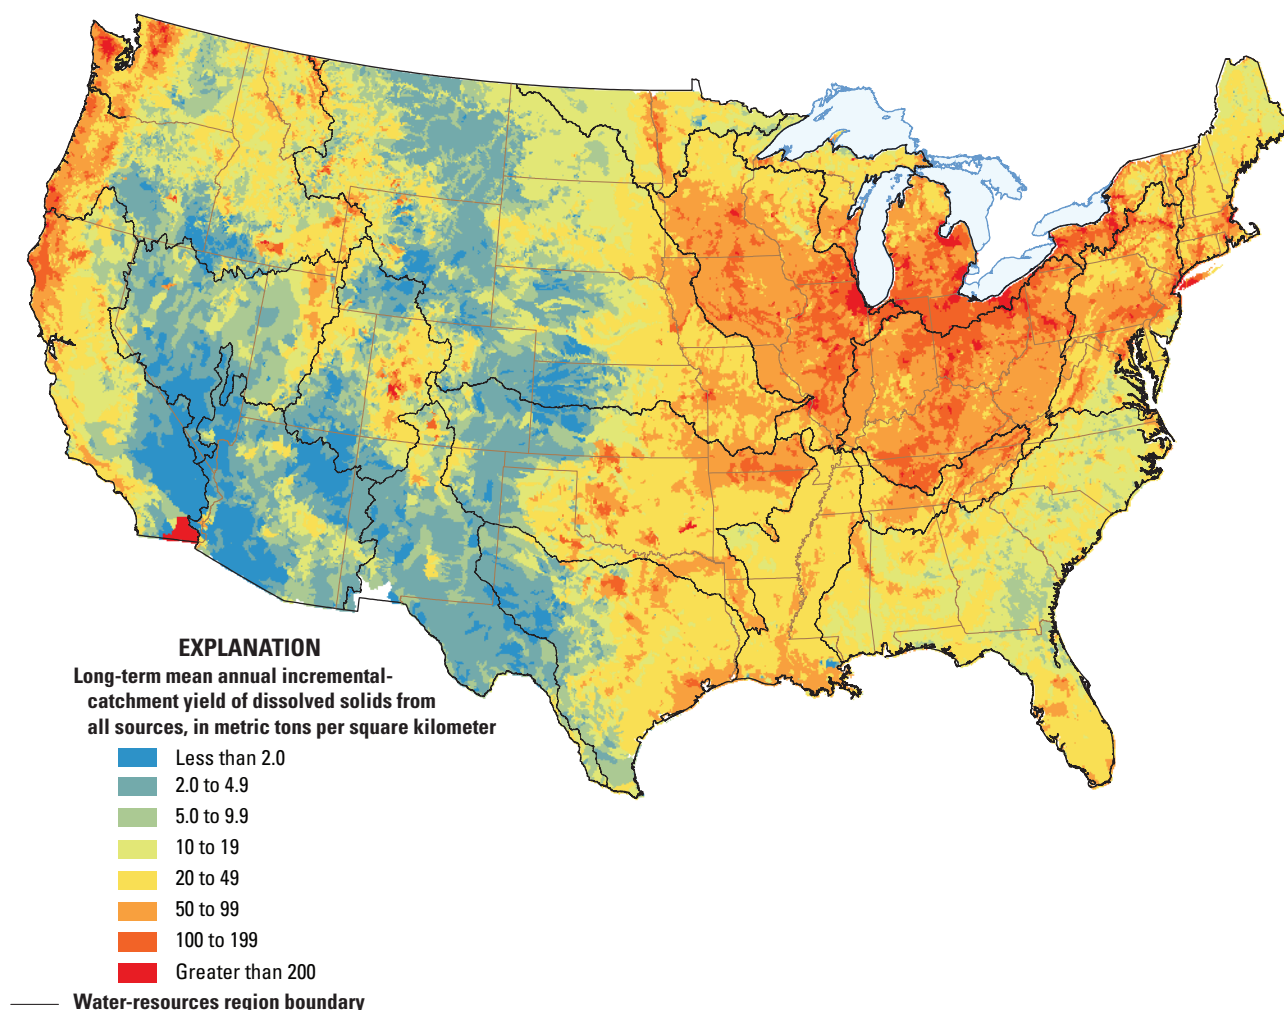 EXPLANATION
Long-term mean annual incremental-
catchment yield of dissolved solids from
all sources, in metric tons per square kilometer
Less than 2.0
2.0 to 4.9
5.0 to 9.9
10 to 19
20 to 49
50 to 99
100 to 199
Greater than 200
Water-resources region boundary